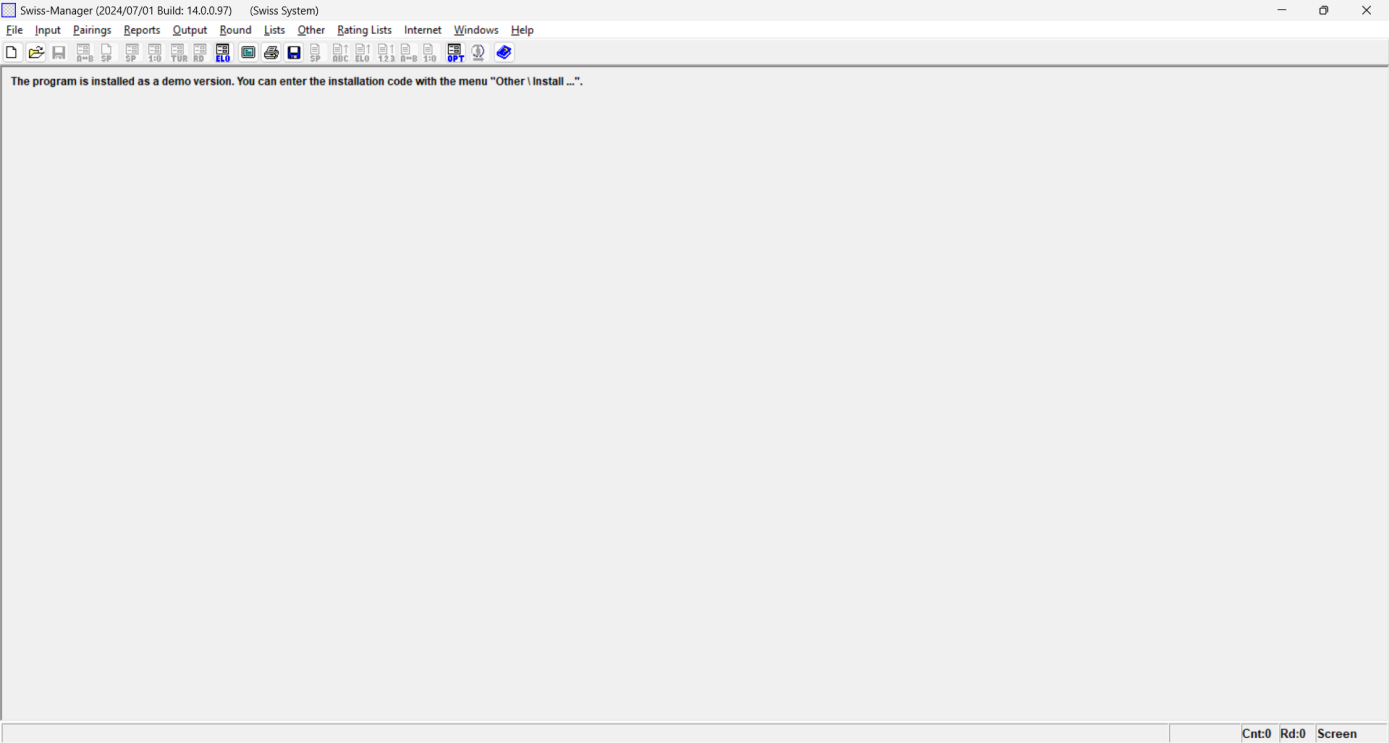 Swiss-Manager (2024/07/01 Build: 14.0.0.97) (Swiss System)
File Input Pairings Reports Output Round Lists Other Rating Lists Internet Windows Help
A↔B SP SP 1:0 TUR RD ELO SP ABC ELO 1.2.3 A↔B 1:0 OPT
The program is installed as a demo version. You can enter the installation code with the menu "Other \ Install ...".
Cnt:0 Rd:0 Screen